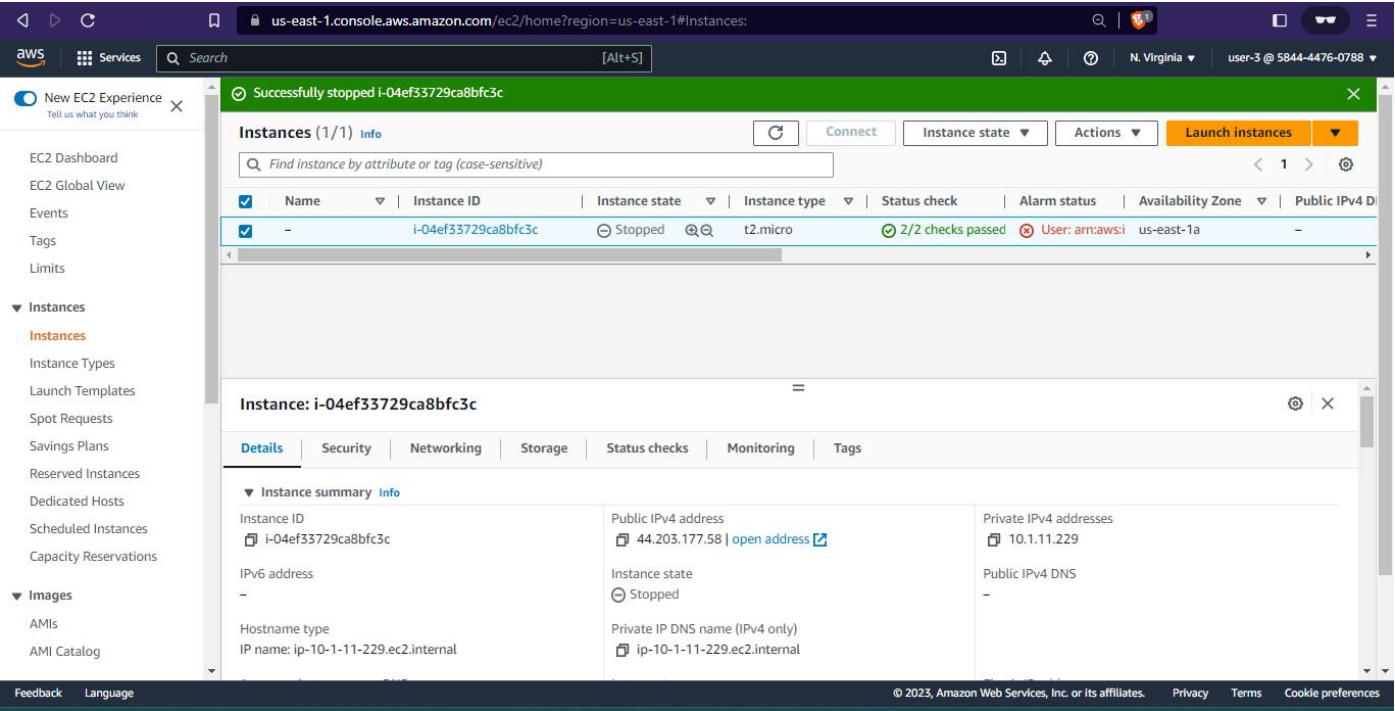 us-east-1.console.aws.amazon.com/ec2/home?region=us-east-1#Instances:
aws Services Search [Alt+S] N. Virginia user-3 @ 5844-4476-0788
New EC2 Experience
Tell us what you think
EC2 Dashboard
EC2 Global View
Events
Tags
Limits
Instances
Instances
Instance Types
Launch Templates
Spot Requests
Savings Plans
Reserved Instances
Dedicated Hosts
Scheduled Instances
Capacity Reservations
Images
AMIs
AMI Catalog
Successfully stopped i-04ef33729ca8bfc3c
Instances (1/1) Info Connect Instance state Actions Launch instances
Find instance by attribute or tag (case-sensitive) 1
Name Instance ID Instance state Instance type Status check Alarm status Availability Zone Public IPv4 D
– i-04ef33729ca8bfc3c Stopped t2.micro 2/2 checks passed User: arn:aws:i us-east-1a –
Instance: i-04ef33729ca8bfc3c
Details Security Networking Storage Status checks Monitoring Tags
Instance summary Info
Instance ID Public IPv4 address Private IPv4 addresses
i-04ef33729ca8bfc3c 44.203.177.58 | open address 10.1.11.229
IPv6 address Instance state Public IPv4 DNS
– Stopped –
Hostname type Private IP DNS name (IPv4 only)
IP name: ip-10-1-11-229.ec2.internal ip-10-1-11-229.ec2.internal
Feedback Language © 2023, Amazon Web Services, Inc. or its affiliates. Privacy Terms Cookie preferences